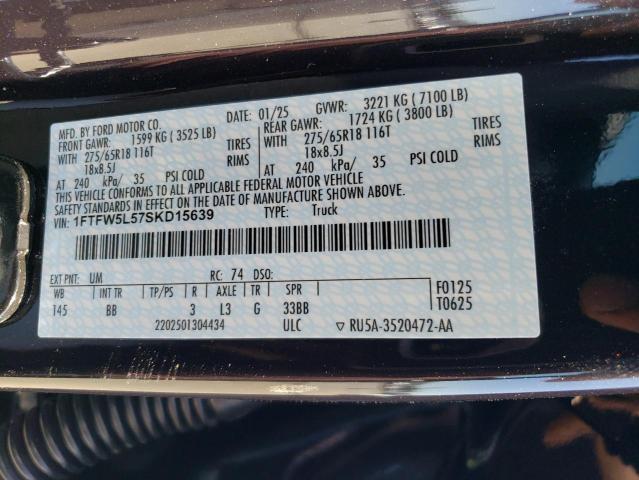 MFD. BY FORD MOTOR CO. DATE: 01/25 GVWR: 3221 KG ( 7100 LB)
FRONT GAWR: 1599 KG ( 3525 LB) REAR GAWR: 1724 KG ( 3800 LB)
WITH 275/65R18 116T TIRES WITH 275/65R18 116T TIRES
18x8.5J RIMS 18x8.5J RIMS
AT 240 kPa/ 35 PSI COLD AT 240 kPa/ 35 PSI COLD
THIS VEHICLE CONFORMS TO ALL APPLICABLE FEDERAL MOTOR VEHICLE
SAFETY STANDARDS IN EFFECT ON THE DATE OF MANUFACTURE SHOWN ABOVE.
VIN: 1FTFW5L57SKD15639 TYPE: Truck
EXT PNT: UM RC: 74 DSO:
WB INT TR TP/PS R AXLE TR SPR F0125
145 BB 3 L3 G 33BB T0625
2202501304434 ULC ▽ RU5A-3520472-AA